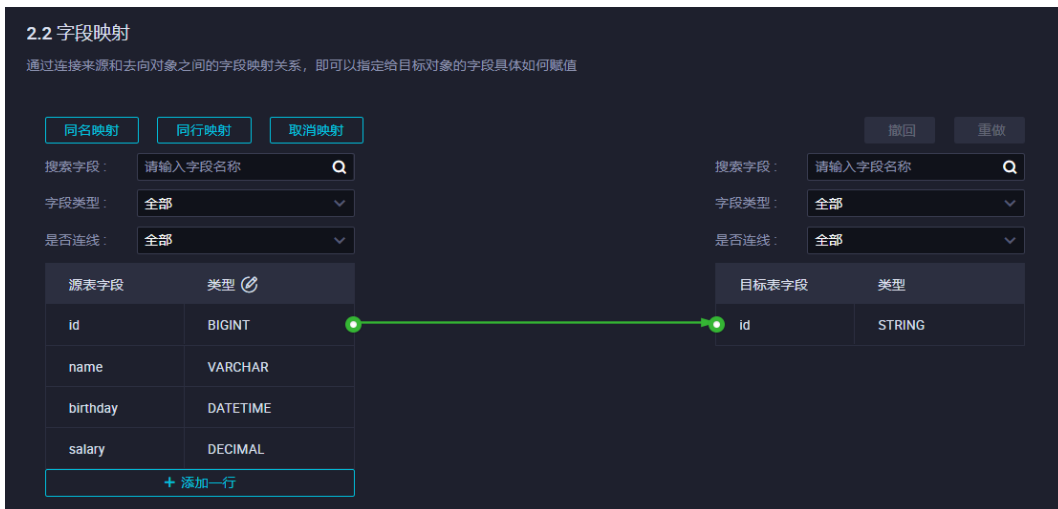 2.2 字段映射
通过连接来源和去向对象之间的字段映射关系，即可以指定给目标对象的字段具体如何赋值
同名映射 同行映射 取消映射 撤回 重做
搜索字段 : 请输入字段名称 搜索字段 : 请输入字段名称
字段类型 : 全部 字段类型 : 全部
是否连线 : 全部 是否连线 : 全部
源表字段 类型 目标表字段 类型
id BIGINT id STRING
name VARCHAR
birthday DATETIME
salary DECIMAL
+ 添加一行